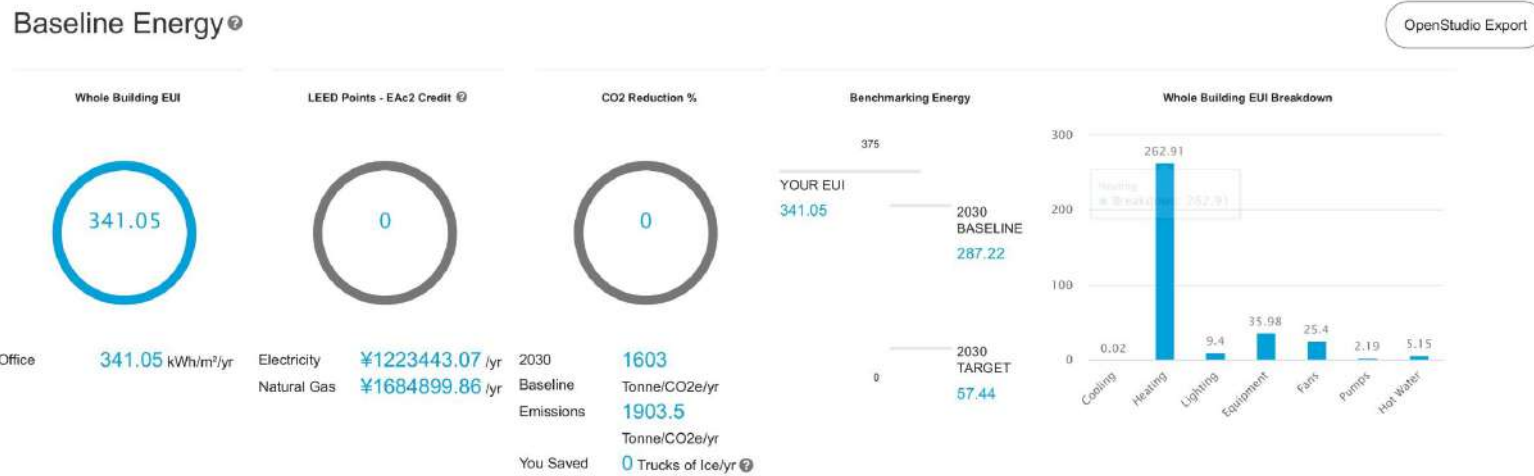 Baseline Energy
OpenStudio Export
Whole Building EUI
341.05
Office 341.05 kWh/m²/yr
LEED Points - EAc2 Credit
0
Electricity ¥1223443.07 /yr
Natural Gas ¥1684899.86 /yr
CO2 Reduction %
0
2030 1603
Baseline Tonne/CO2e/yr
Emissions 1903.5
Tonne/CO2e/yr
You Saved 0 Trucks of Ice/yr
Benchmarking Energy
375
YOUR EUI
341.05
2030
BASELINE
287.22
2030
TARGET
57.44
0
Whole Building EUI Breakdown
300
200
100
0
0.02
262.91
9.4
35.98
25.4
2.19
5.15
Heating
Breakdown: 262.91
Cooling
Heating
Lighting
Equipment
Fans
Pumps
Hot Water